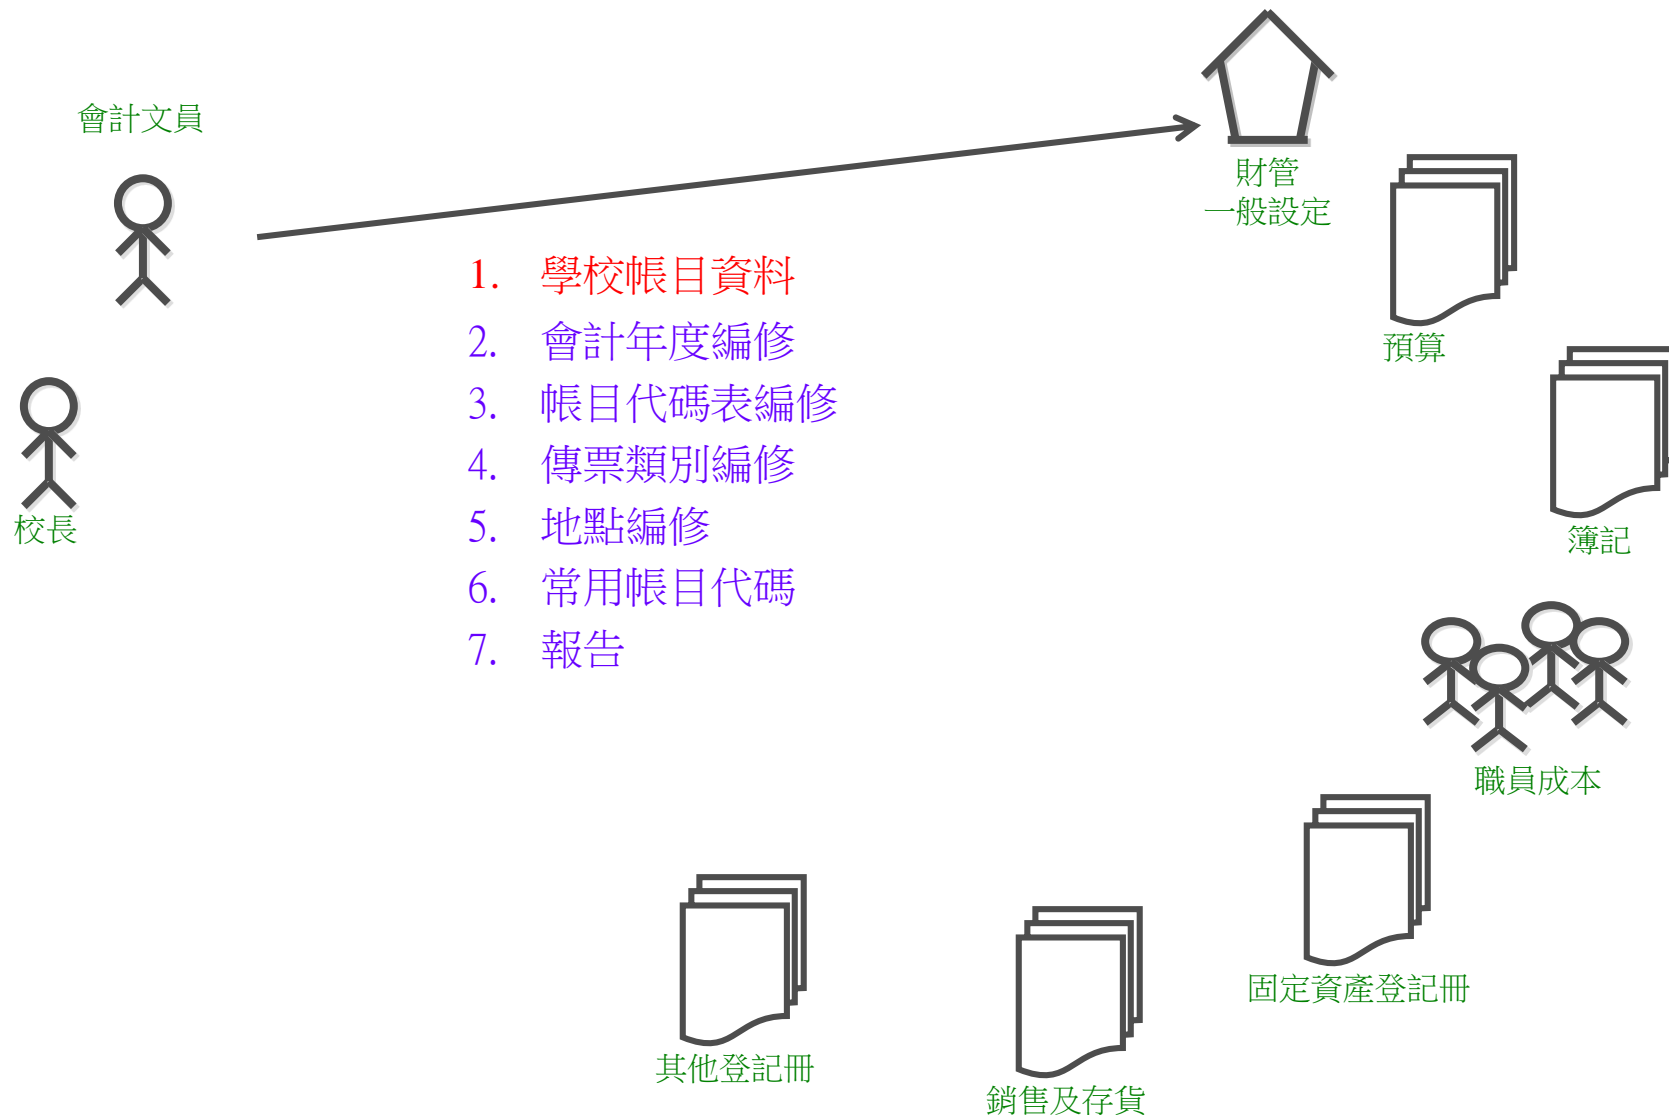 會計文員
財管
一般設定
1. 學校帳目資料
2. 會計年度編修
3. 帳目代碼表編修
4. 傳票類別編修
5. 地點編修
6. 常用帳目代碼
7. 報告
預算
校長
簿記
職員成本
固定資產登記冊
其他登記冊
銷售及存貨